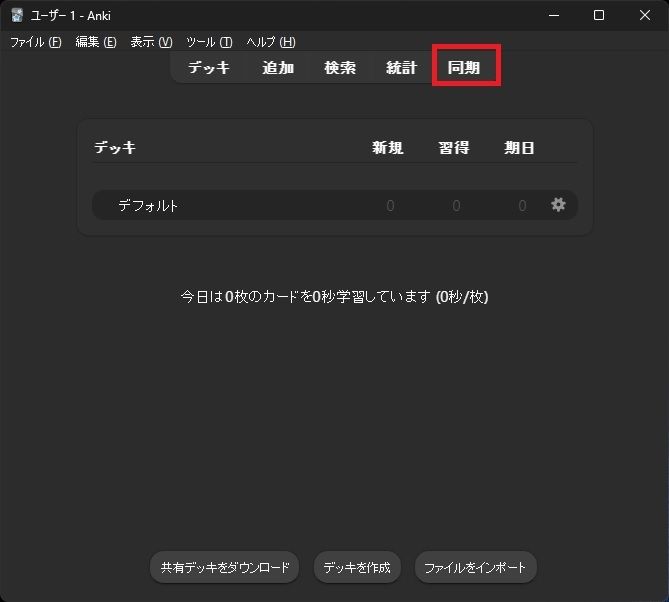 ユーザー 1 - Anki
ファイル (F) 編集 (E) 表示 (V) ツール (T) ヘルプ (H)
デッキ 追加 検索 統計 同期
デッキ 新規 習得 期日
デフォルト 0 0 0
今日は0枚のカードを0秒学習しています (0秒/枚)
共有デッキをダウンロード デッキを作成 ファイルをインポート